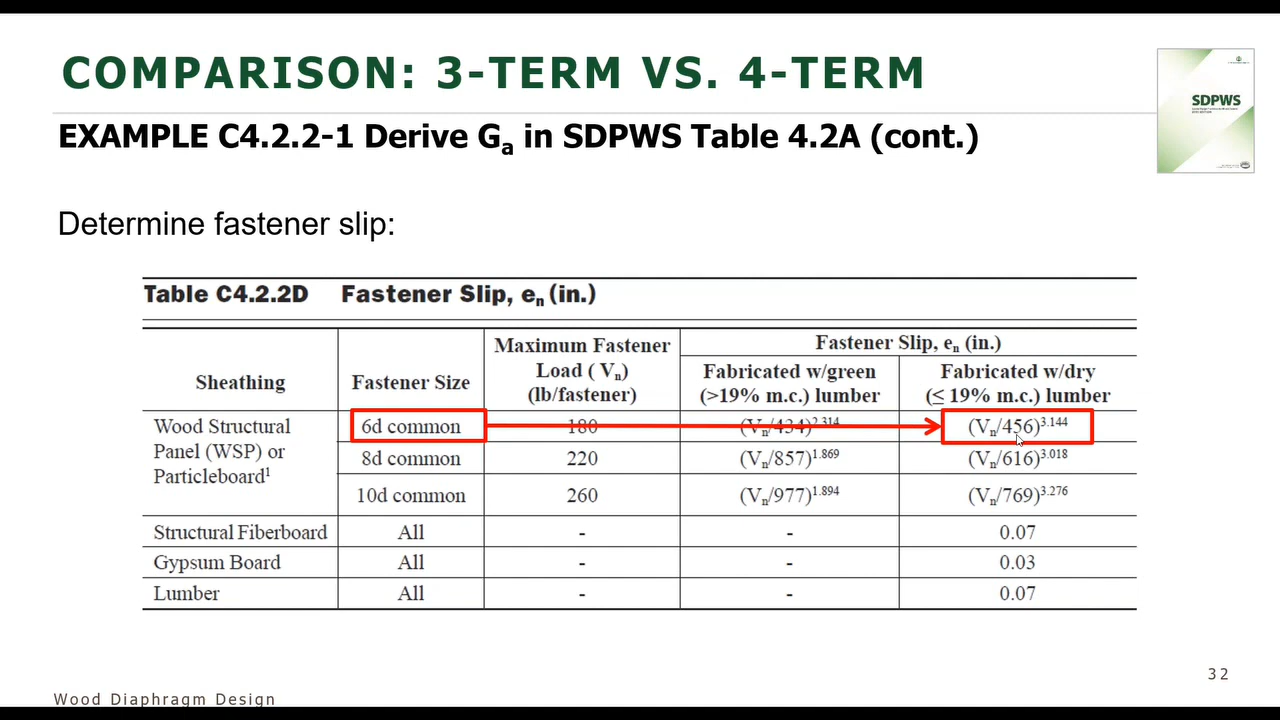 COMPARISON: 3-TERM VS. 4-TERM
SDPWS
EXAMPLE C4.2.2-1 Derive Ga in SDPWS Table 4.2A (cont.)
Determine fastener slip:
Table C4.2.2D Fastener Slip, en (in.)
Sheathing
Fastener Size
Maximum Fastener
Load ( Vn)
(lb/fastener)
Fastener Slip, en (in.)
Fabricated w/green
(>19% m.c.) lumber
Fabricated w/dry
(≤ 19% m.c.) lumber
Wood Structural
Panel (WSP) or
Particleboard1
6d common 180 (Vn/434)2.314 (Vn/456)3.144
8d common 220 (Vn/857)1.869 (Vn/616)3.018
10d common 260 (Vn/977)1.894 (Vn/769)3.276
Structural Fiberboard All - - 0.07
Gypsum Board All - - 0.03
Lumber All - - 0.07
32
Wood Diaphragm Design